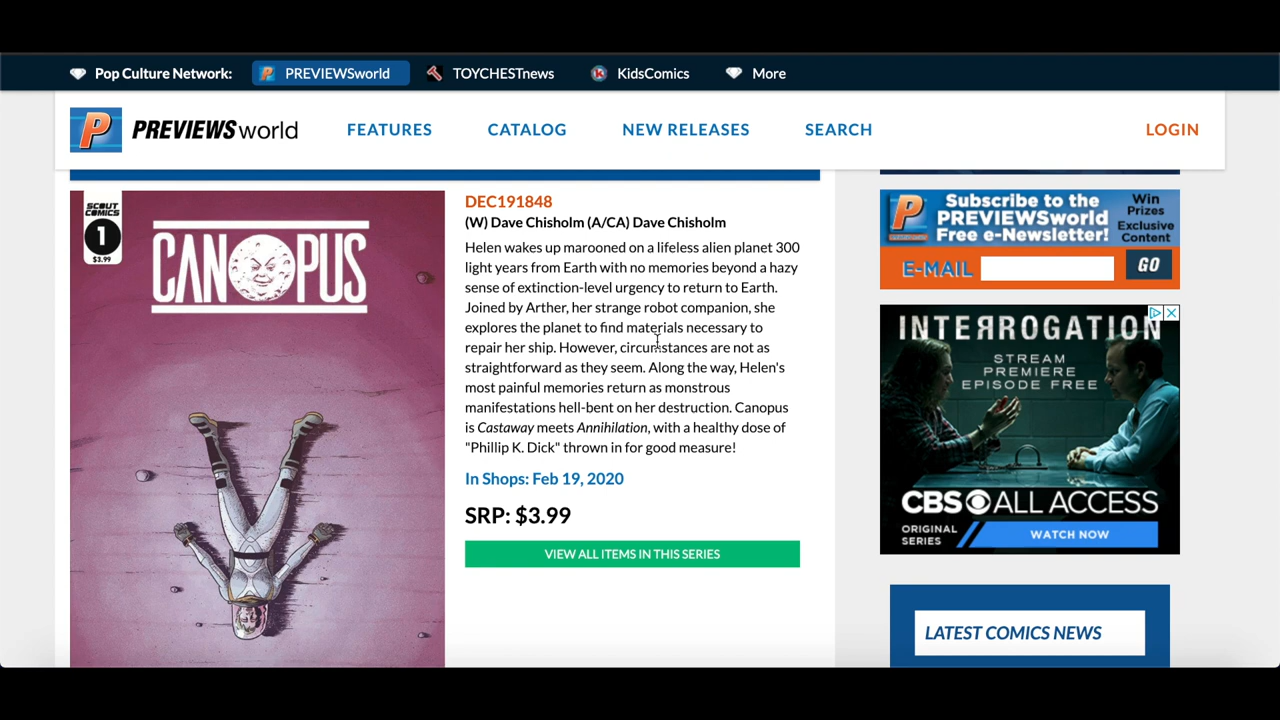 Pop Culture Network:
PREVIEWSworld
TOYCHESTnews
KidsComics
More
PREVIEWSworld
FEATURES
CATALOG
NEW RELEASES
SEARCH
LOGIN
SCOUT
COMICS
1
$3.99
CANOPUS
DEC191848
(W) Dave Chisholm (A/CA) Dave Chisholm
Helen wakes up marooned on a lifeless alien planet 300
light years from Earth with no memories beyond a hazy
sense of extinction-level urgency to return to Earth.
Joined by Arther, her strange robot companion, she
explores the planet to find materials necessary to
repair her ship. However, circumstances are not as
straightforward as they seem. Along the way, Helen's
most painful memories return as monstrous
manifestations hell-bent on her destruction. Canopus
is Castaway meets Annihilation, with a healthy dose of
"Phillip K. Dick" thrown in for good measure!
In Shops: Feb 19, 2020
SRP: $3.99
VIEW ALL ITEMS IN THIS SERIES
Subscribe to the
PREVIEWSworld
Free e-Newsletter!
Win
Prizes
Exclusive
Content
E-MAIL
GO
INTERROGATION
STREAM
PREMIERE
EPISODE FREE
CBS ALL ACCESS
ORIGINAL
SERIES
WATCH NOW
LATEST COMICS NEWS